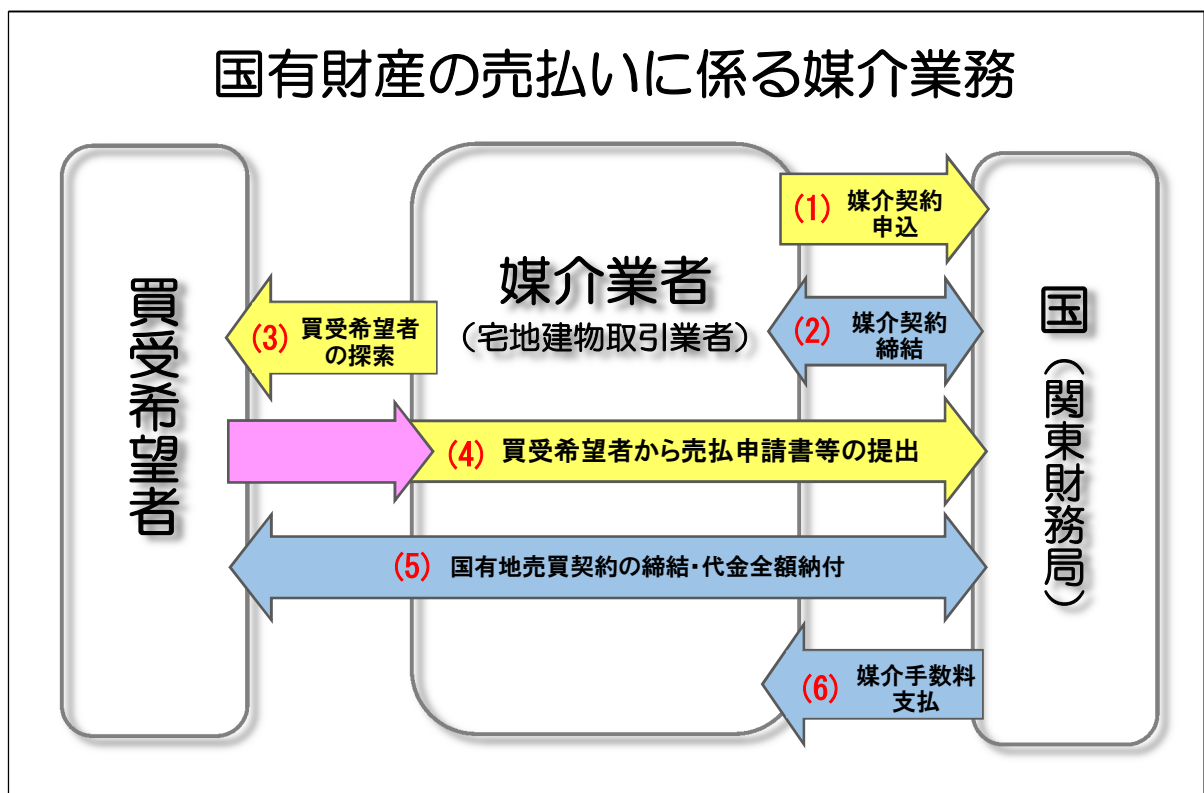 国有財産の売払いに係る媒介業務
買受希望者
媒介業者
（宅地建物取引業者）
国（関東財務局）
(1) 媒介契約
申込
(2) 媒介契約
締結
(3) 買受希望者
の探索
(4) 買受希望者から売払申請書等の提出
(5) 国有地売買契約の締結・代金全額納付
(6) 媒介手数料
支払